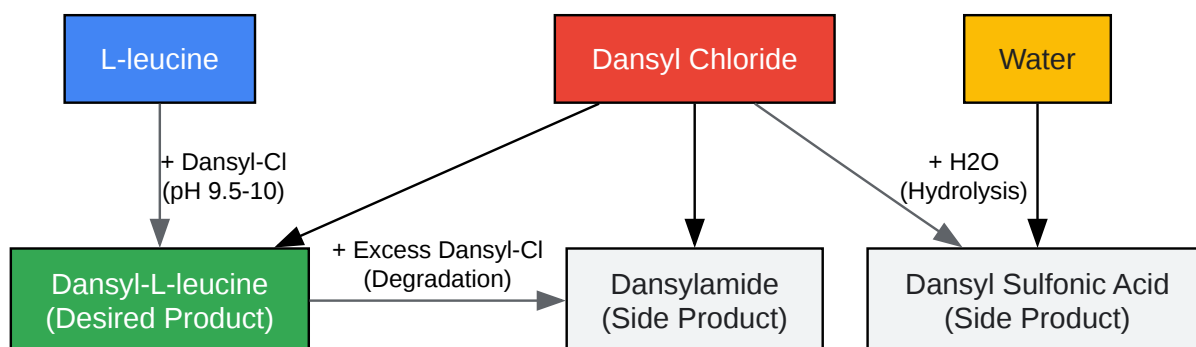 L-leucine
Dansyl Chloride
Water
+ Dansyl-Cl
(pH 9.5-10)
+ H2O
(Hydrolysis)
+ Excess Dansyl-Cl
(Degradation)
Dansyl-L-leucine
(Desired Product)
Dansylamide
(Side Product)
Dansyl Sulfonic Acid
(Side Product)